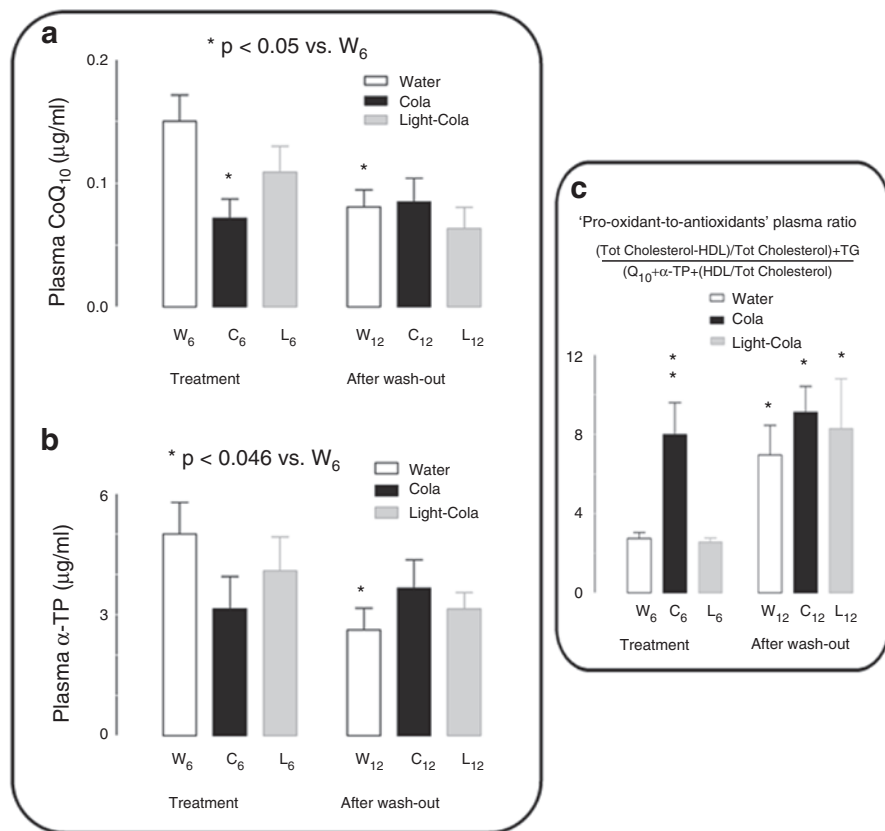 a
* p < 0.05 vs. W6
Water
Cola
Light-Cola
Plasma CoQ10 (µg/ml)
0.2
0.1
0.0
W6 C6 L6 W12 C12 L12
* *
Treatment After wash-out
b
* p < 0.046 vs. W6
Water
Cola
Light-Cola
Plasma α-TP (µg/ml)
6
3
0
*
W6 C6 L6 W12 C12 L12
Treatment After wash-out
c
'Pro-oxidant-to-antioxidants' plasma ratio
(Tot Cholesterol-HDL)/Tot Cholesterol)+TG
(Q10+α-TP+(HDL/Tot Cholesterol)
Water
Cola
Light-Cola
12
8
4
0
* * * * *
W6 C6 L6 W12 C12 L12
Treatment After wash-out